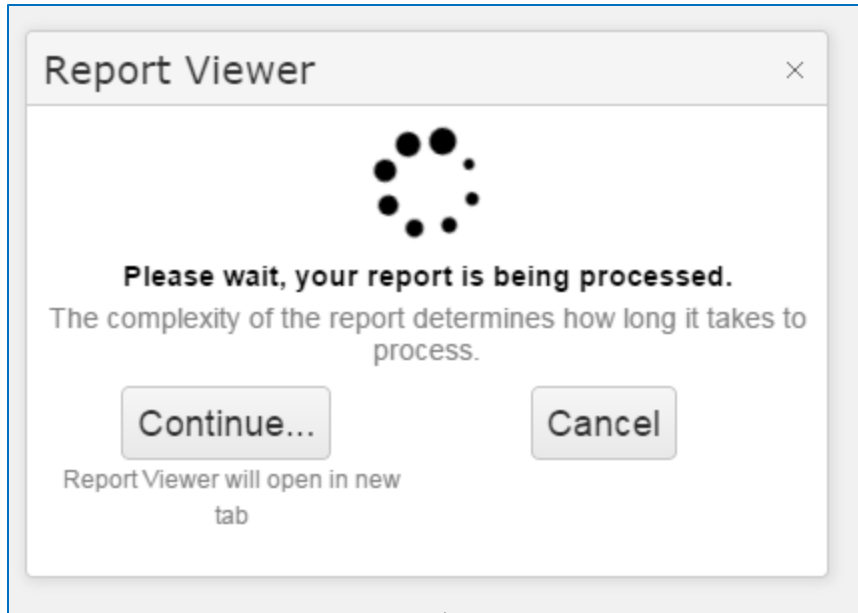 Report Viewer
Please wait, your report is being processed.
The complexity of the report determines how long it takes to
process.
Continue...
Cancel
Report Viewer will open in new
tab